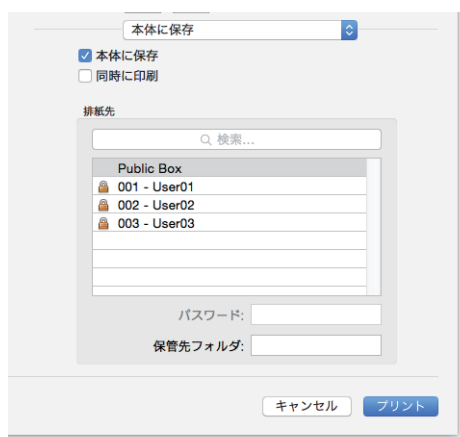 本体に保存
本体に保存
同時に印刷
排紙先
検索...
Public Box
001 - User01
002 - User02
003 - User03
パスワード:
保管先フォルダ:
キャンセル
プリント